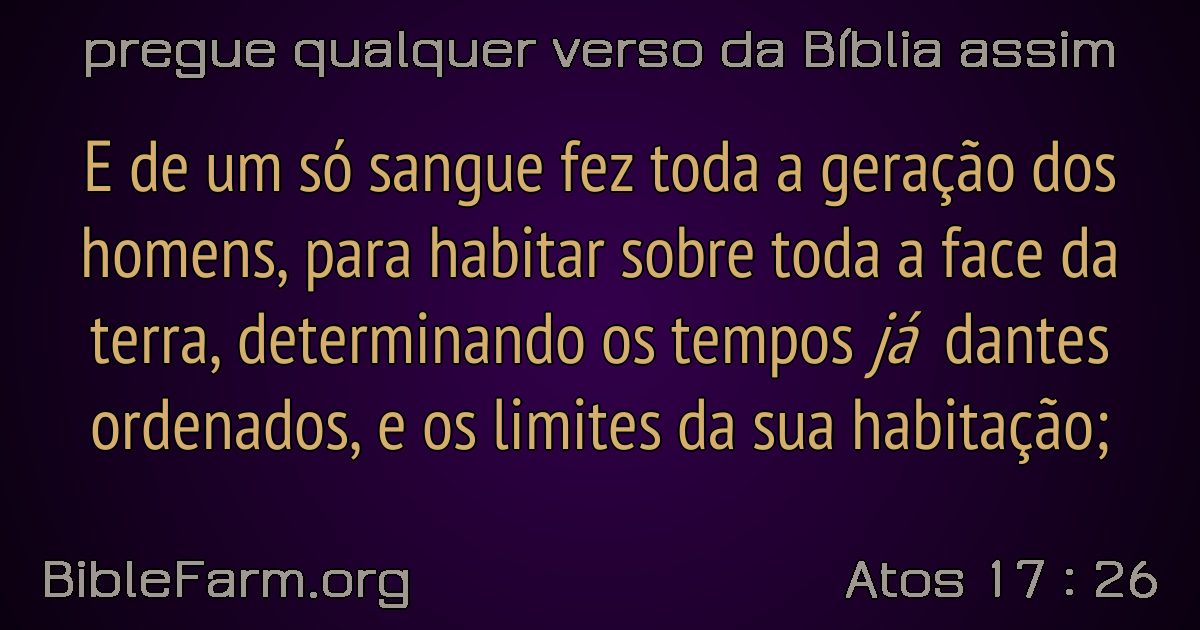 pregue qualquer verso da Bíblia assim
E de um só sangue fez toda a geração dos
homens, para habitar sobre toda a face da
terra, determinando os tempos já dantes
ordenados, e os limites da sua habitação;
BibleFarm.org
Atos 17 : 26